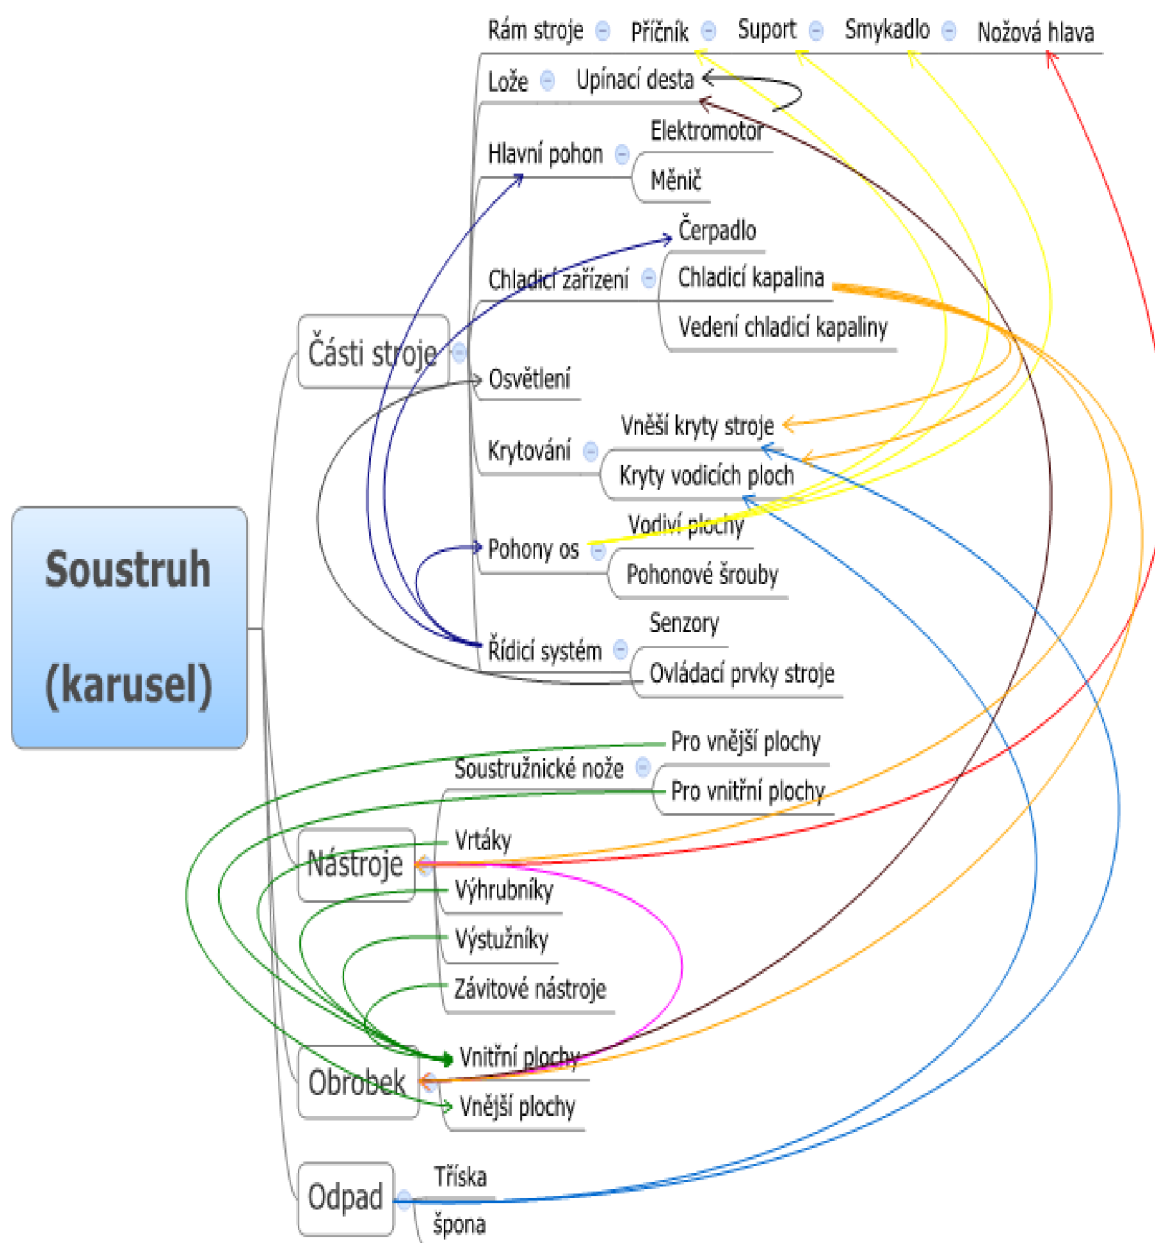 Rám stroje
Příčník
Suport
Smykadlo
Nožová hlava
Lože
Upínací desta
Hlavní pohon
Elektromotor
Měnič
Chladicí zařízení
Čerpadlo
Chladicí kapalina
Vedení chladicí kapaliny
Části stroje
Osvětlení
Krytování
Vněší kryty stroje
Kryty vodicích ploch
Pohony os
Vodiví plochy
Pohonové šrouby
Řídicí systém
Senzory
Ovládací prvky stroje
Soustruh
(karusel)
Soustružnické nože
Pro vnější plochy
Pro vnitřní plochy
Nástroje
Vrtáky
Výhrubníky
Výstužníky
Závitové nástroje
Obrobek
Vnitřní plochy
Vnější plochy
Odpad
Tříska
špona